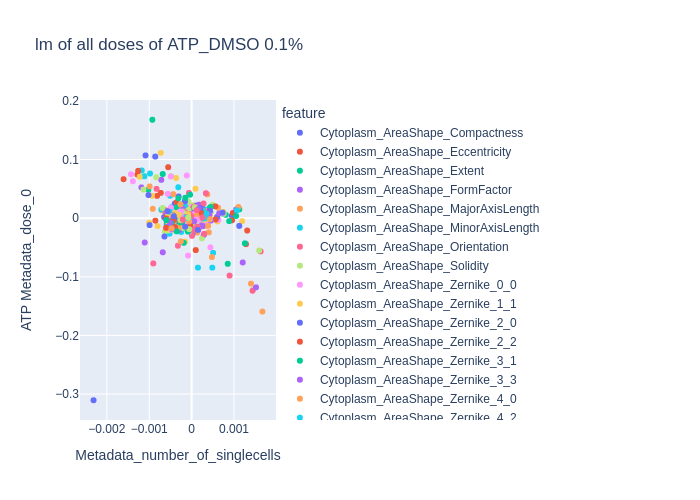 lm of all doses of ATP_DMSO 0.1%
feature
Cytoplasm_AreaShape_Compactness
Cytoplasm_AreaShape_Eccentricity
Cytoplasm_AreaShape_Extent
Cytoplasm_AreaShape_FormFactor
Cytoplasm_AreaShape_MajorAxisLength
Cytoplasm_AreaShape_MinorAxisLength
Cytoplasm_AreaShape_Orientation
Cytoplasm_AreaShape_Solidity
Cytoplasm_AreaShape_Zernike_0_0
Cytoplasm_AreaShape_Zernike_1_1
Cytoplasm_AreaShape_Zernike_2_0
Cytoplasm_AreaShape_Zernike_2_2
Cytoplasm_AreaShape_Zernike_3_1
Cytoplasm_AreaShape_Zernike_3_3
Cytoplasm_AreaShape_Zernike_4_0
Cytoplasm_AreaShape_Zernike_4_2
ATP Metadata_dose_0
0.2
0.1
0
−0.1
−0.2
−0.3
−0.002 −0.001 0 0.001
Metadata_number_of_singlecells